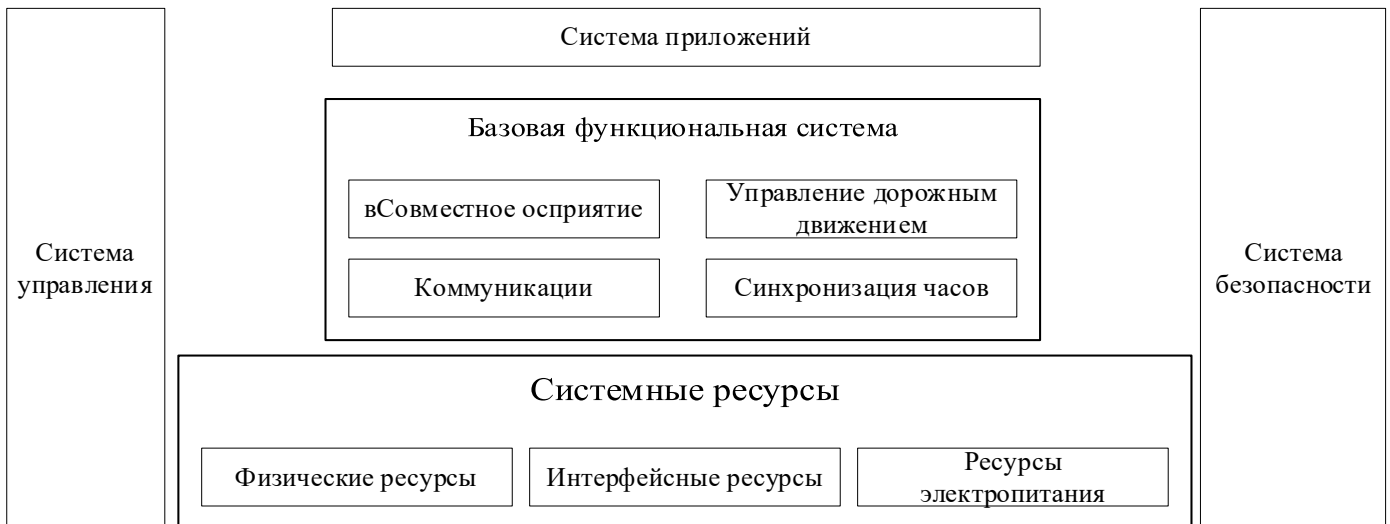 Система приложений
Базовая функциональная система
вСовместное осприятие
Управление дорожным
движением
Коммуникации
Синхронизация часов
Система
управления
Система
безопасности
Системные ресурсы
Физические ресурсы
Интерфейсные ресурсы
Ресурсы
электропитания